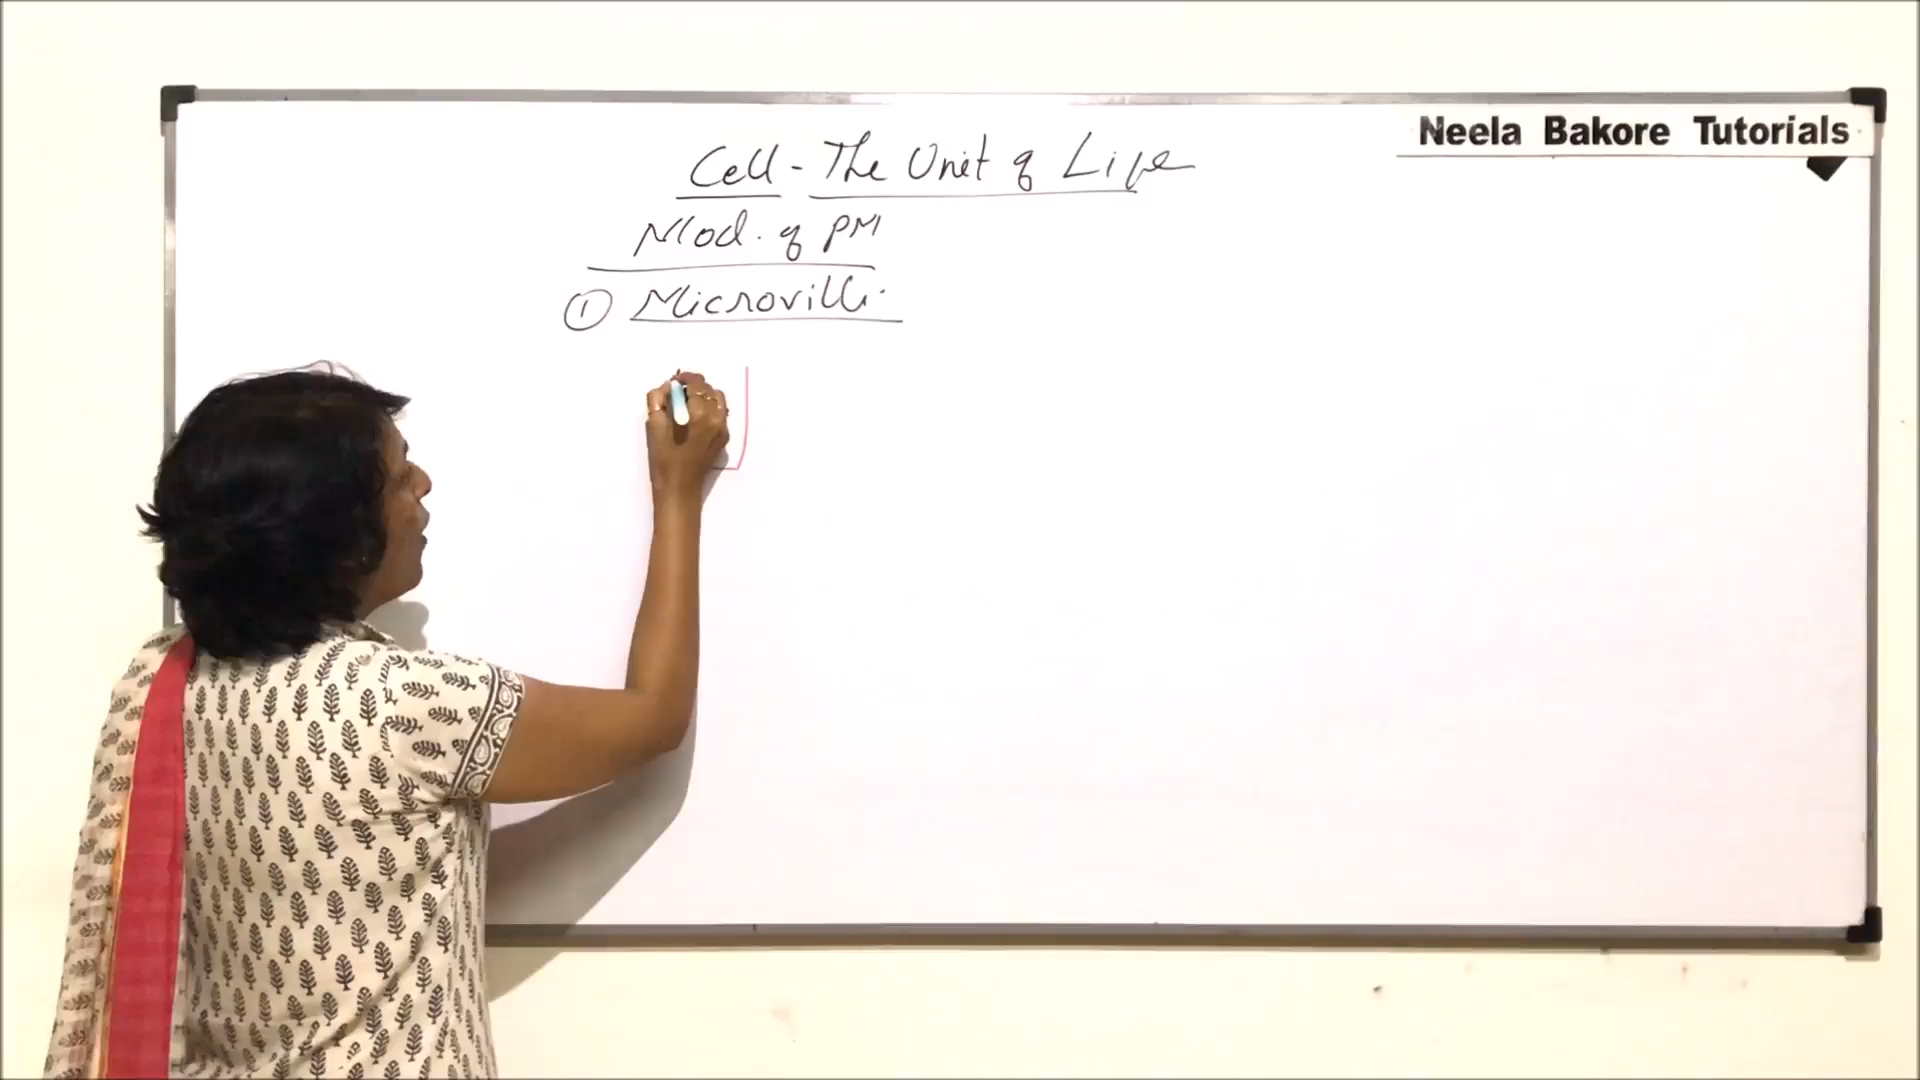 Neela Bakore Tutorials
Cell - The Unit of Life
Mod. of PM
① Microvilli